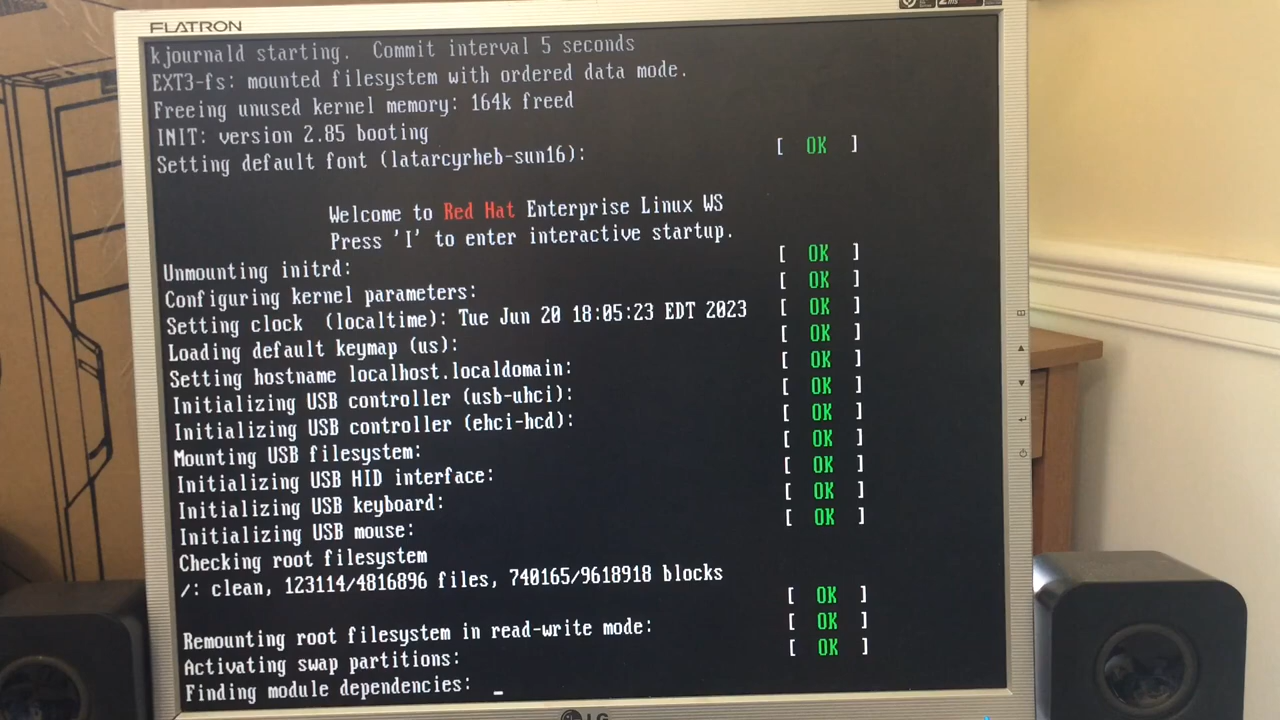 FLATRON
kjournald starting.  Commit interval 5 seconds
EXT3-fs: mounted filesystem with ordered data mode.
Freeing unused kernel memory: 164k freed
INIT: version 2.85 booting
Setting default font (latarcyrheb-sun16): [  OK  ]
Welcome to Red Hat Enterprise Linux WS
Press 'I' to enter interactive startup.
Unmounting initrd: [  OK  ]
Configuring kernel parameters: [  OK  ]
Setting clock  (localtime): Tue Jun 20 18:05:23 EDT 2023 [  OK  ]
Loading default keymap (us): [  OK  ]
Setting hostname localhost.localdomain: [  OK  ]
Initializing USB controller (usb-uhci): [  OK  ]
Initializing USB controller (ehci-hcd): [  OK  ]
Mounting USB filesystem: [  OK  ]
Initializing USB HID interface: [  OK  ]
Initializing USB keyboard: [  OK  ]
Initializing USB mouse: [  OK  ]
Checking root filesystem
/: clean, 123114/4816896 files, 740165/9618918 blocks
[  OK  ]
Remounting root filesystem in read-write mode: [  OK  ]
Activating swap partitions: [  OK  ]
Finding module dependencies: _
LG